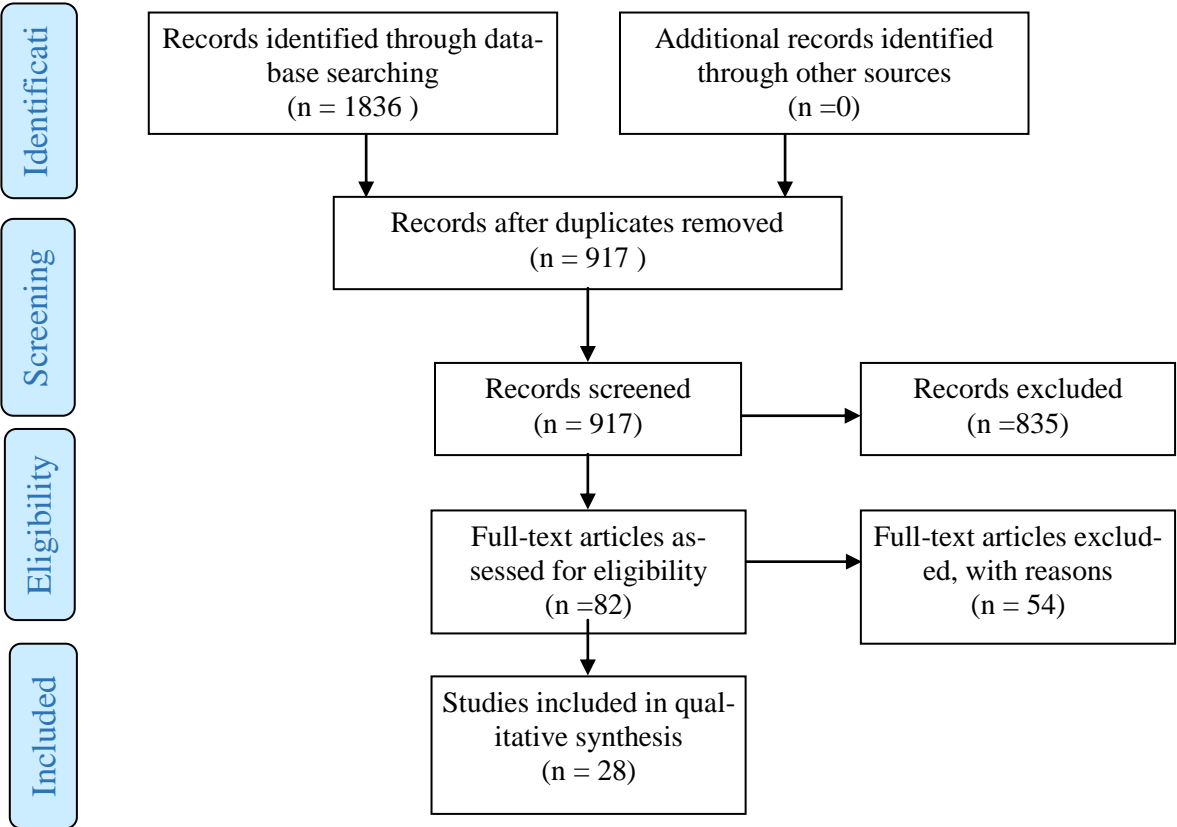 Identificati
Records identified through data-
base searching
(n = 1836 )
Additional records identified
through other sources
(n =0)
Records after duplicates removed
(n = 917 )
Screening
Records screened
(n = 917)
Records excluded
(n =835)
Eligibility
Full-text articles as-
sessed for eligibility
(n =82)
Full-text articles exclud-
ed, with reasons
(n = 54)
Included
Studies included in qual-
itative synthesis
(n = 28)